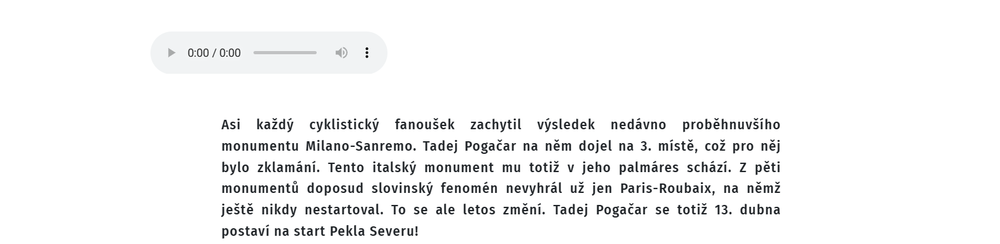 0:00 / 0:00
Asi každý cyklistický fanoušek zachytil výsledek nedávno proběhnuvšího
monumentu Milano-Sanremo. Tadej Pogačar na něm dojel na 3. místě, což pro něj
bylo zklamání. Tento italský monument mu totiž v jeho palmáres schází. Z pěti
monumentů doposud slovinský fenomén nevyhrál už jen Paris-Roubaix, na němž
ještě nikdy nestartoval. To se ale letos změní. Tadej Pogačar se totiž 13. dubna
postaví na start Pekla Severu!